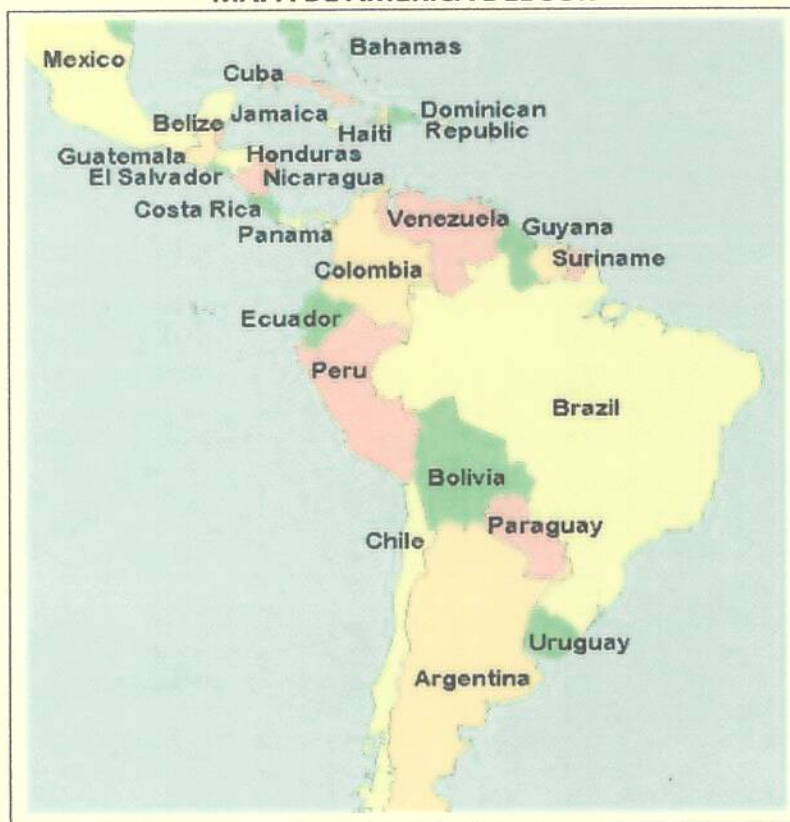 Bahamas
Mexico
Cuba
Jamaica
Dominican
Republic
Belize
Haiti
Guatemala
Honduras
El Salvador
Nicaragua
Costa Rica
Panama
Venezuela
Guyana
Colombia
Suriname
Ecuador
Peru
Brazil
Bolivia
Chile
Paraguay
Uruguay
Argentina